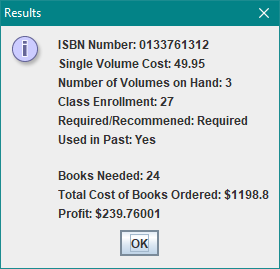 Results
ISBN Number: 0133761312
Single Volume Cost: 49.95
Number of Volumes on Hand: 3
Class Enrollment: 27
Required/Recommened: Required
Used in Past: Yes
Books Needed: 24
Total Cost of Books Ordered: $1198.8
Profit: $239.76001
OK